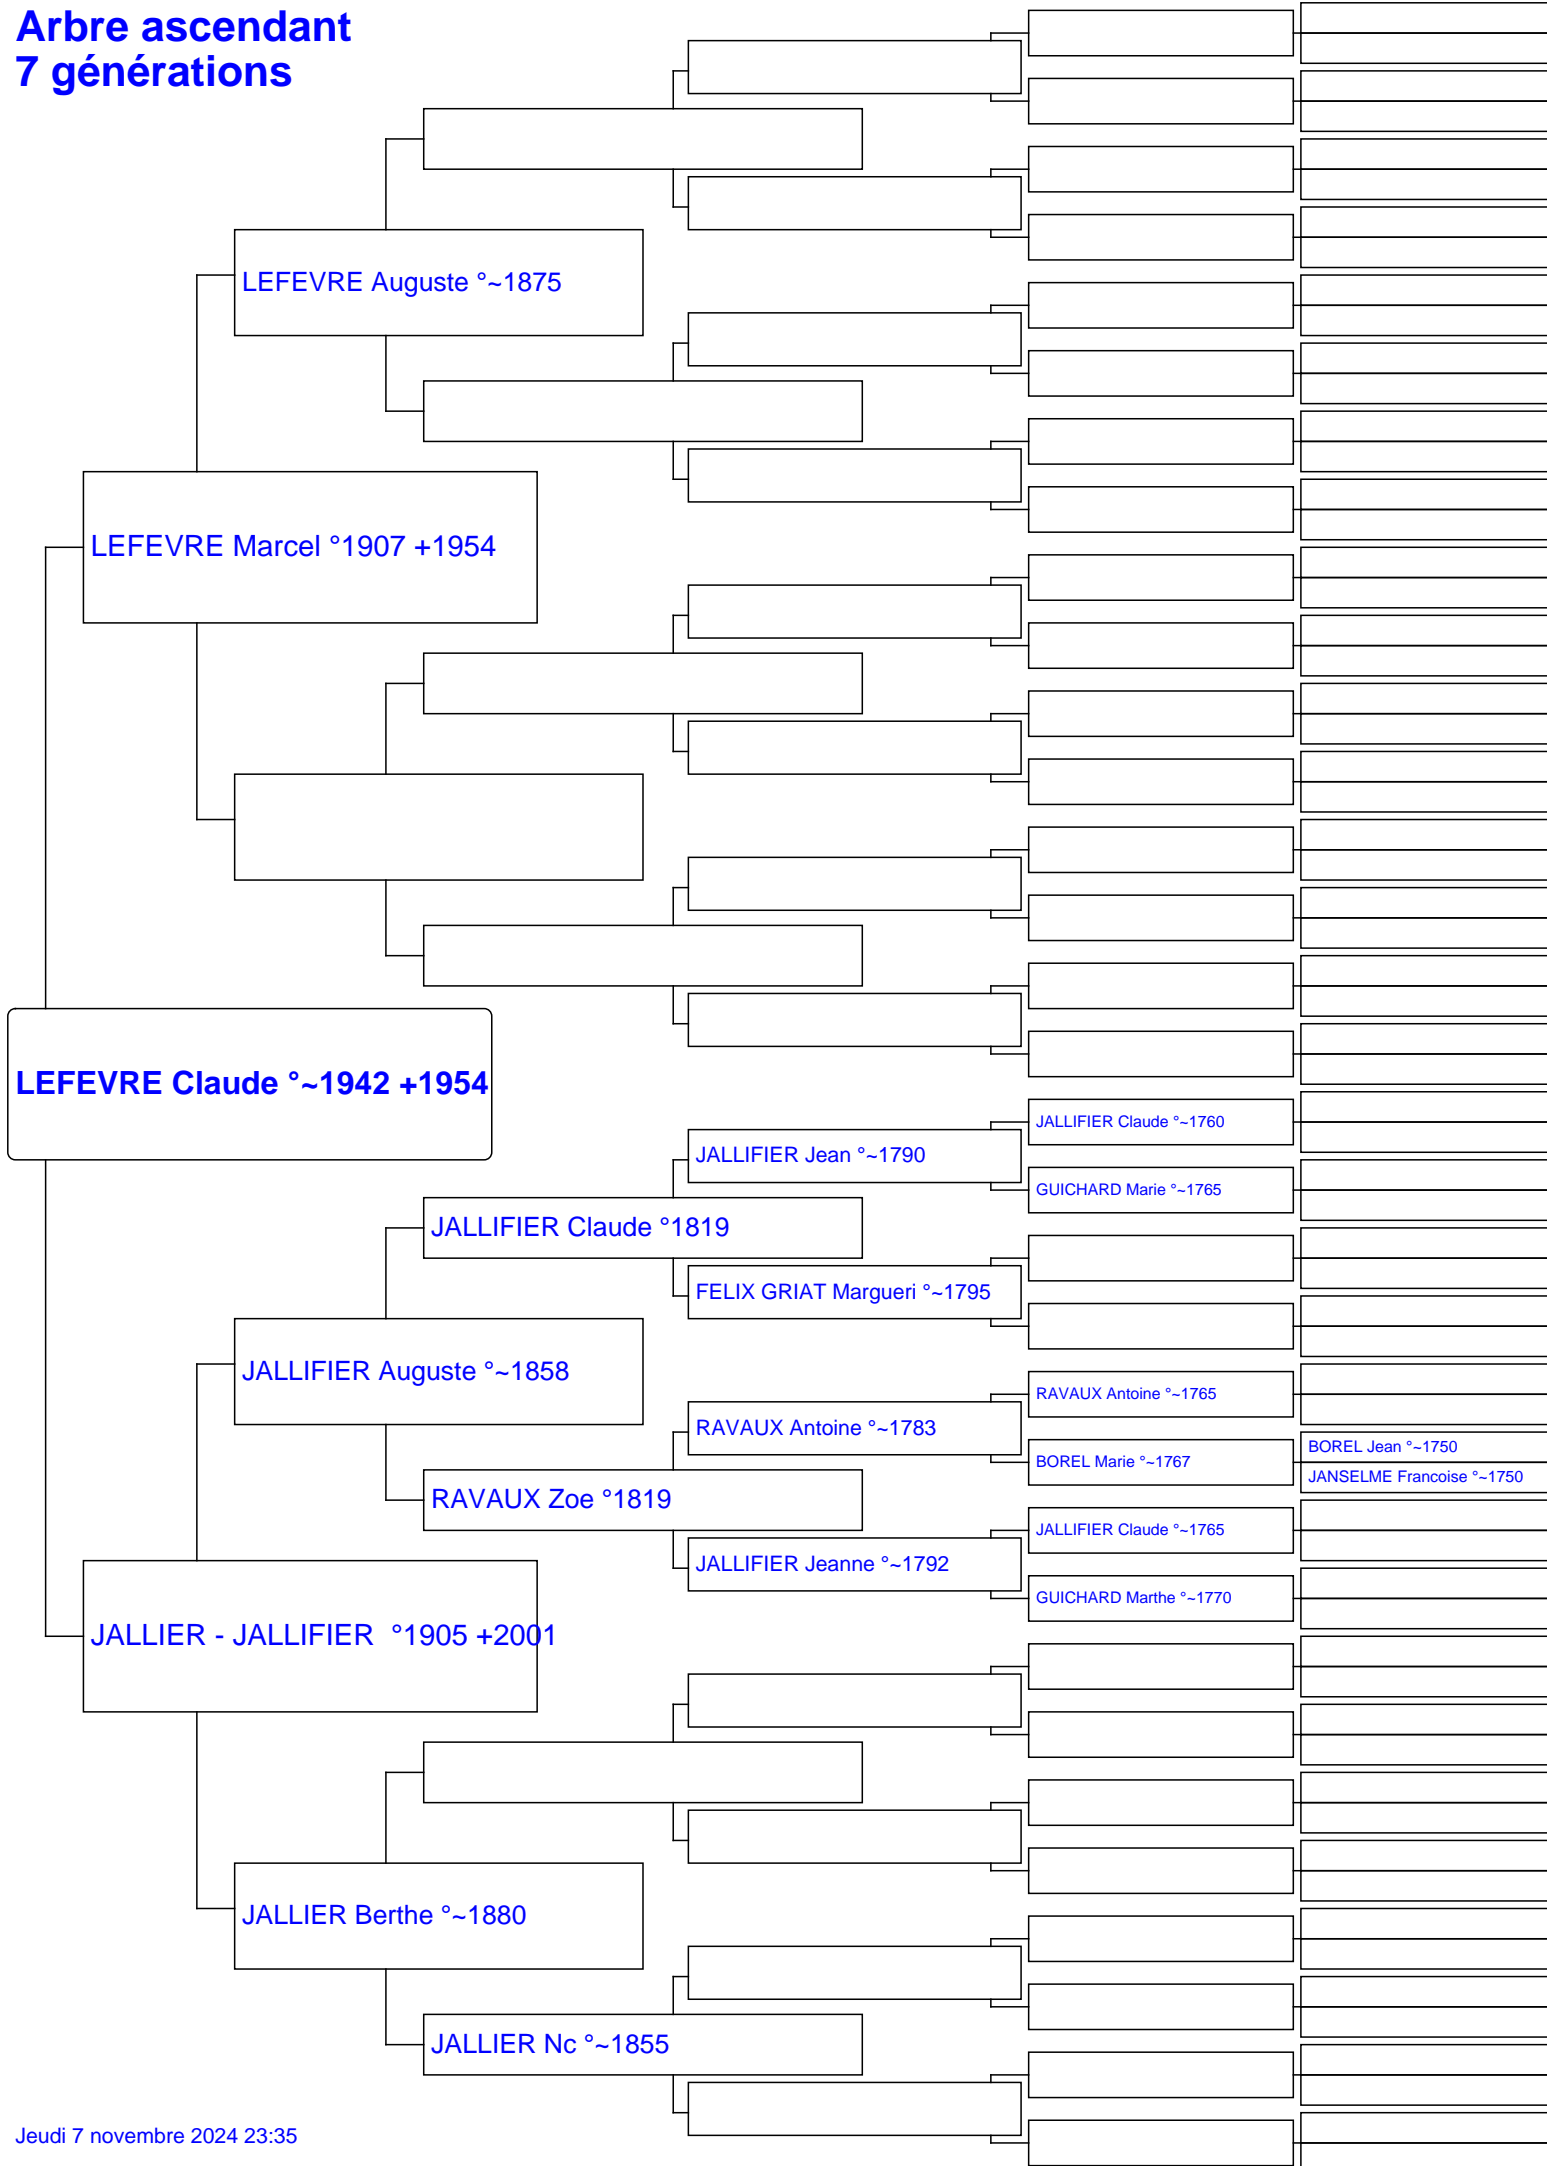 Arbre ascendant
7 générations
LEFEVRE Auguste °~1875
LEFEVRE Marcel °1907 +1954
LEFEVRE Claude °~1942 +1954
JALLIFIER Claude °~1760
JALLIFIER Jean °~1790
GUICHARD Marie °~1765
JALLIFIER Claude °1819
FELIX GRIAT Margueri °~1795
JALLIFIER Auguste °~1858
RAVAUX Antoine °~1765
RAVAUX Antoine °~1783
BOREL Jean °~1750
BOREL Marie °~1767
JANSELME Francoise °~1750
RAVAUX Zoe °1819
JALLIFIER Claude °~1765
JALLIFIER Jeanne °~1792
GUICHARD Marthe °~1770
JALLIER - JALLIFIER  °1905 +2001
JALLIER Berthe °~1880
JALLIER Nc °~1855
Jeudi 7 novembre 2024 23:35